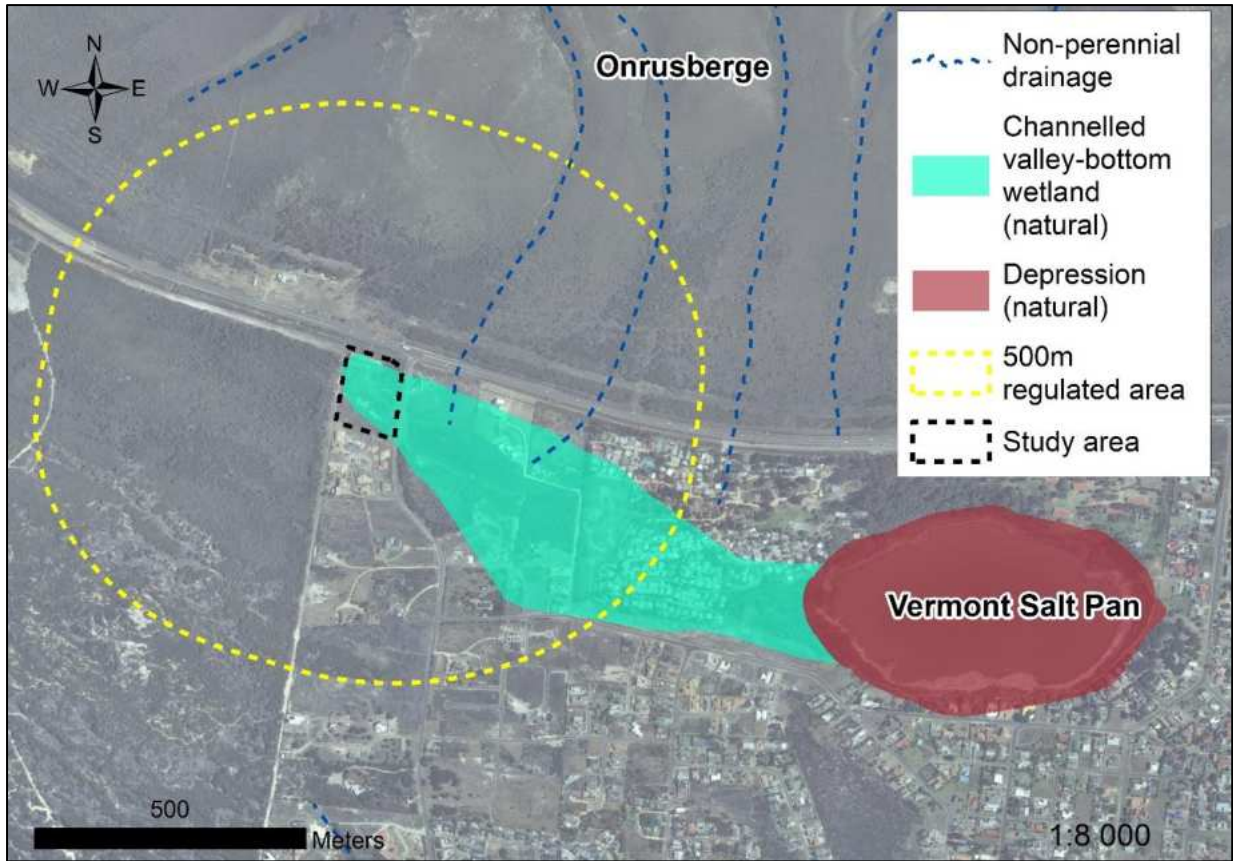 N
W E
S
Onrusberge
Non-perennial
drainage
Channelled
valley-bottom
wetland
(natural)
Depression
(natural)
500m
regulated area
Study area
Vermont Salt Pan
500
Meters
1:8 000